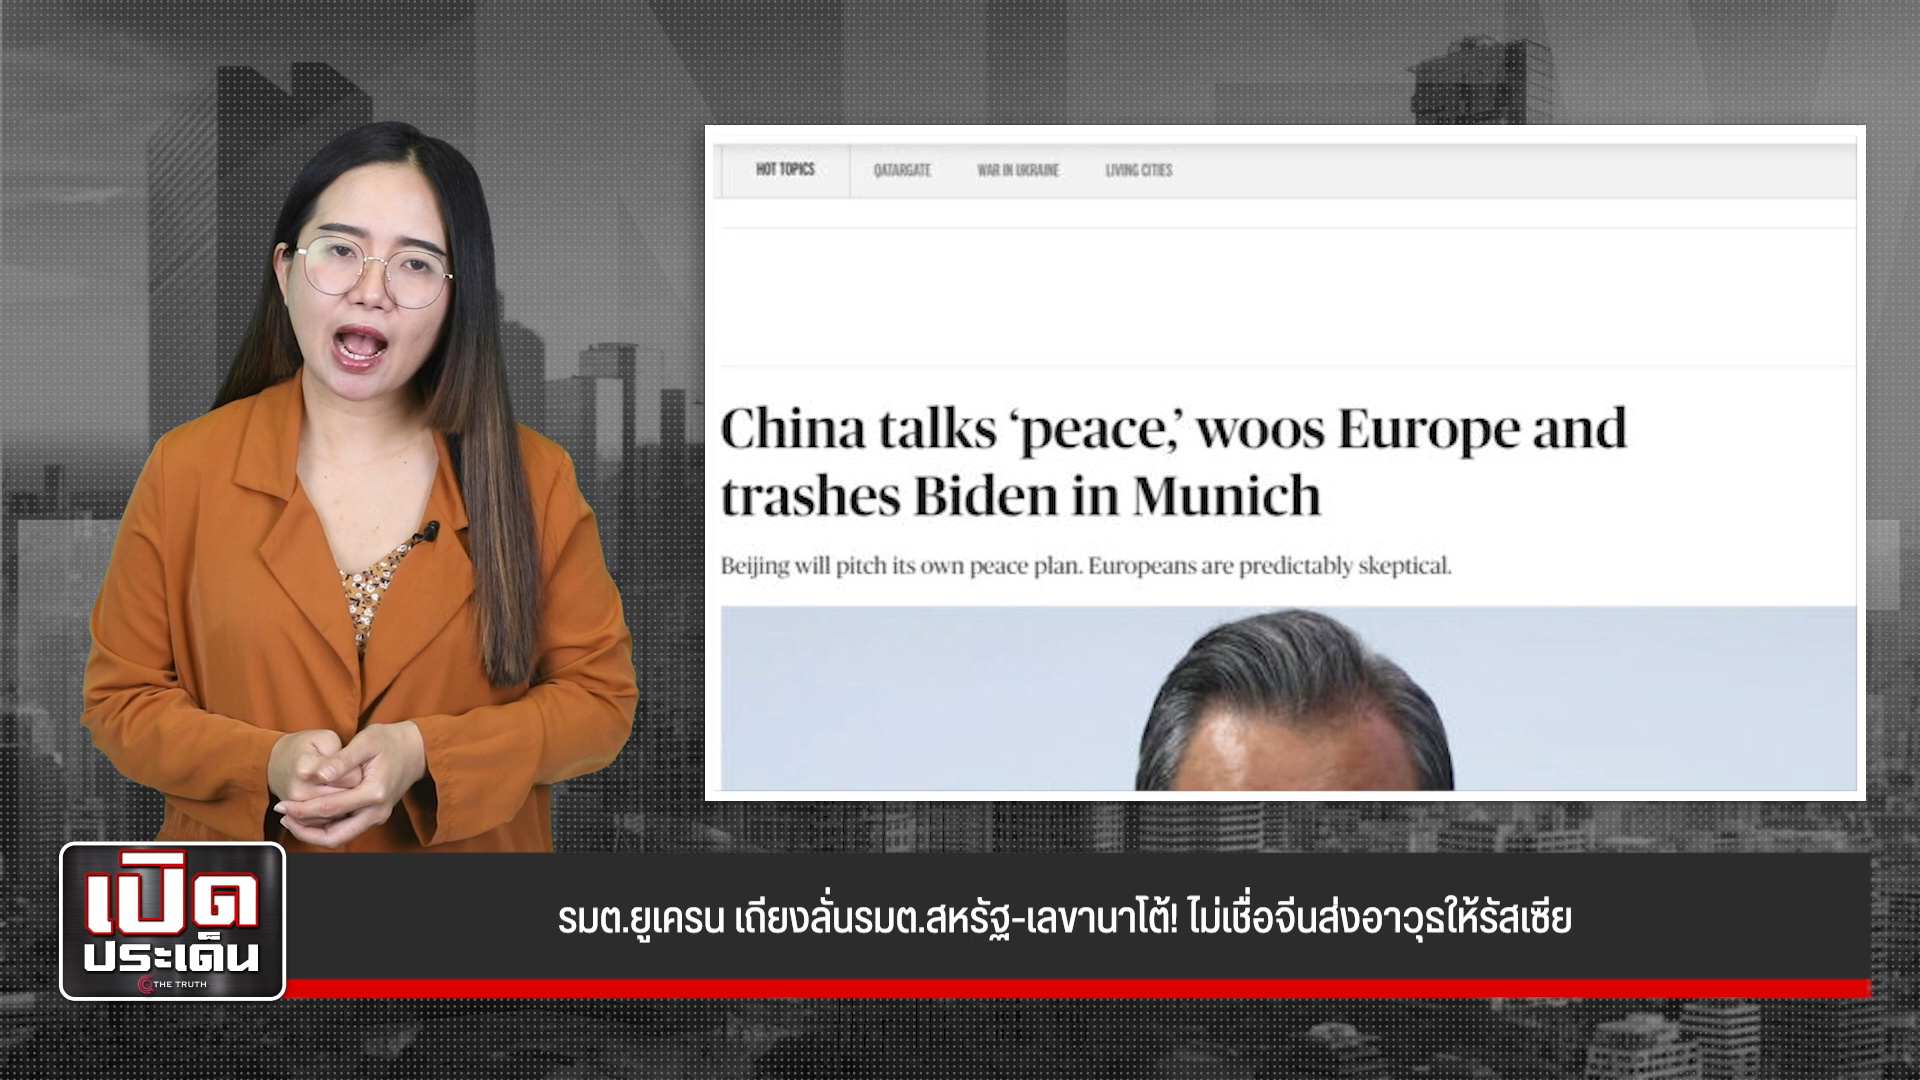 HOT TOPICS QATARGATE WAR IN UKRAINE LIVING CITIES
China talks ‘peace,’ woos Europe and
trashes Biden in Munich
Beijing will pitch its own peace plan. Europeans are predictably skeptical.
เปิด
ประเด็น
THE TRUTH
รมต.ยูเครน เถียงลั่นรมต.สหรัฐ-เลขานาโต้! ไม่เชื่อจีนส่งอาวุธให้รัสเซีย